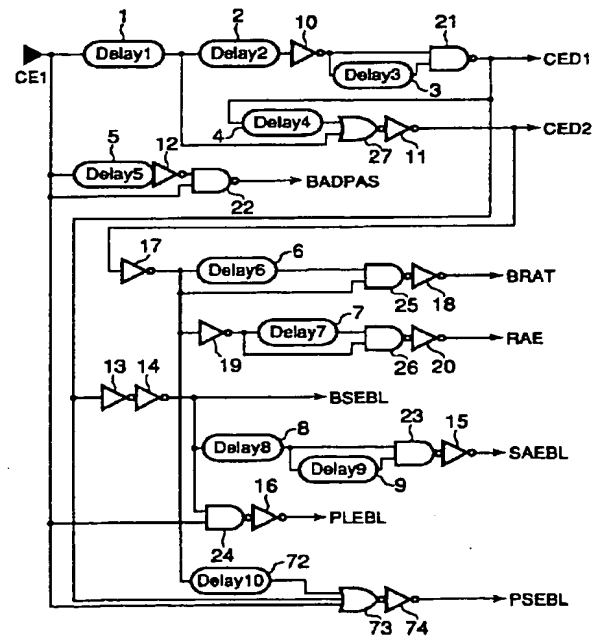 1
2
10
21
CE1
Delay1
Delay2
Delay3
3
CED1
4
Delay4
27
11
CED2
5
12
Delay5
22
BADPAS
17
6
Delay6
25
18
BRAT
19
7
Delay7
26
20
RAE
13
14
BSEBL
8
Delay8
23
15
Delay9
9
SAEBL
16
24
PLEBL
72
Delay10
73
74
PSEBL